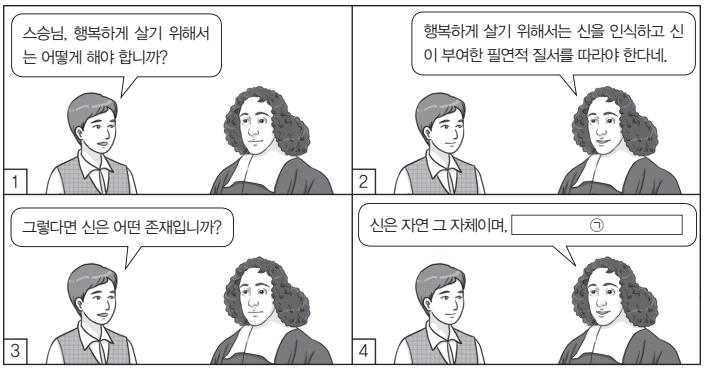 스승님, 행복하게 살기 위해서
는 어떻게 해야 합니까?
1
행복하게 살기 위해서는 신을 인식하고 신
이 부여한 필연적 질서를 따라야 한다네.
2
그렇다면 신은 어떤 존재입니까?
3
신은 자연 그 자체이며, ㉠
4